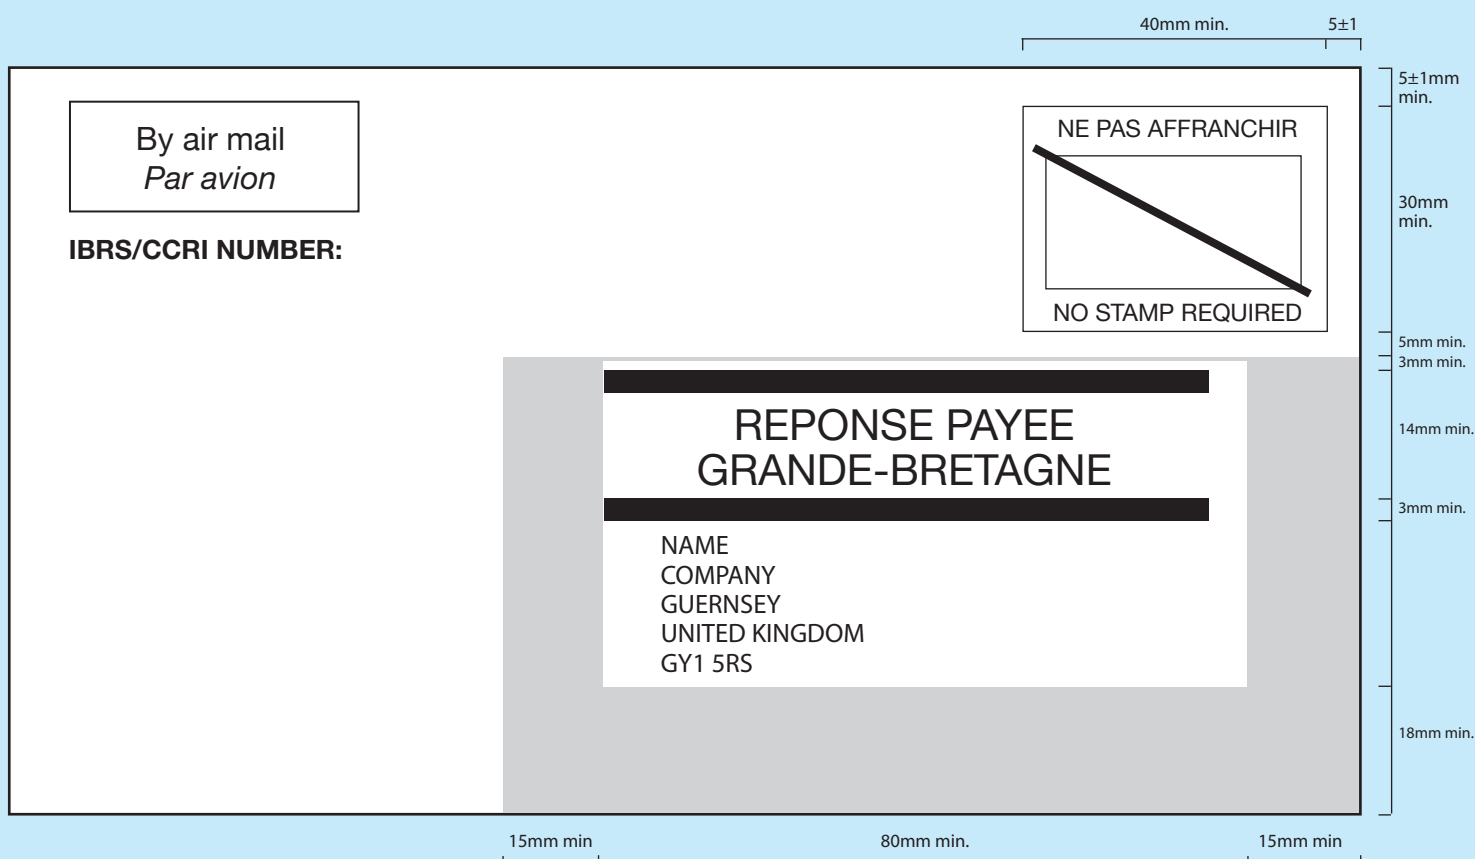 40mm min. 5±1
5±1mm
min.
By air mail
Par avion
NE PAS AFFRANCHIR
30mm
min.
IBRS/CCRI NUMBER:
NO STAMP REQUIRED
5mm min.
3mm min.
REPONSE PAYEE
GRANDE-BRETAGNE
14mm min.
3mm min.
NAME
COMPANY
GUERNSEY
UNITED KINGDOM
GY1 5RS
18mm min.
15mm min 80mm min. 15mm min